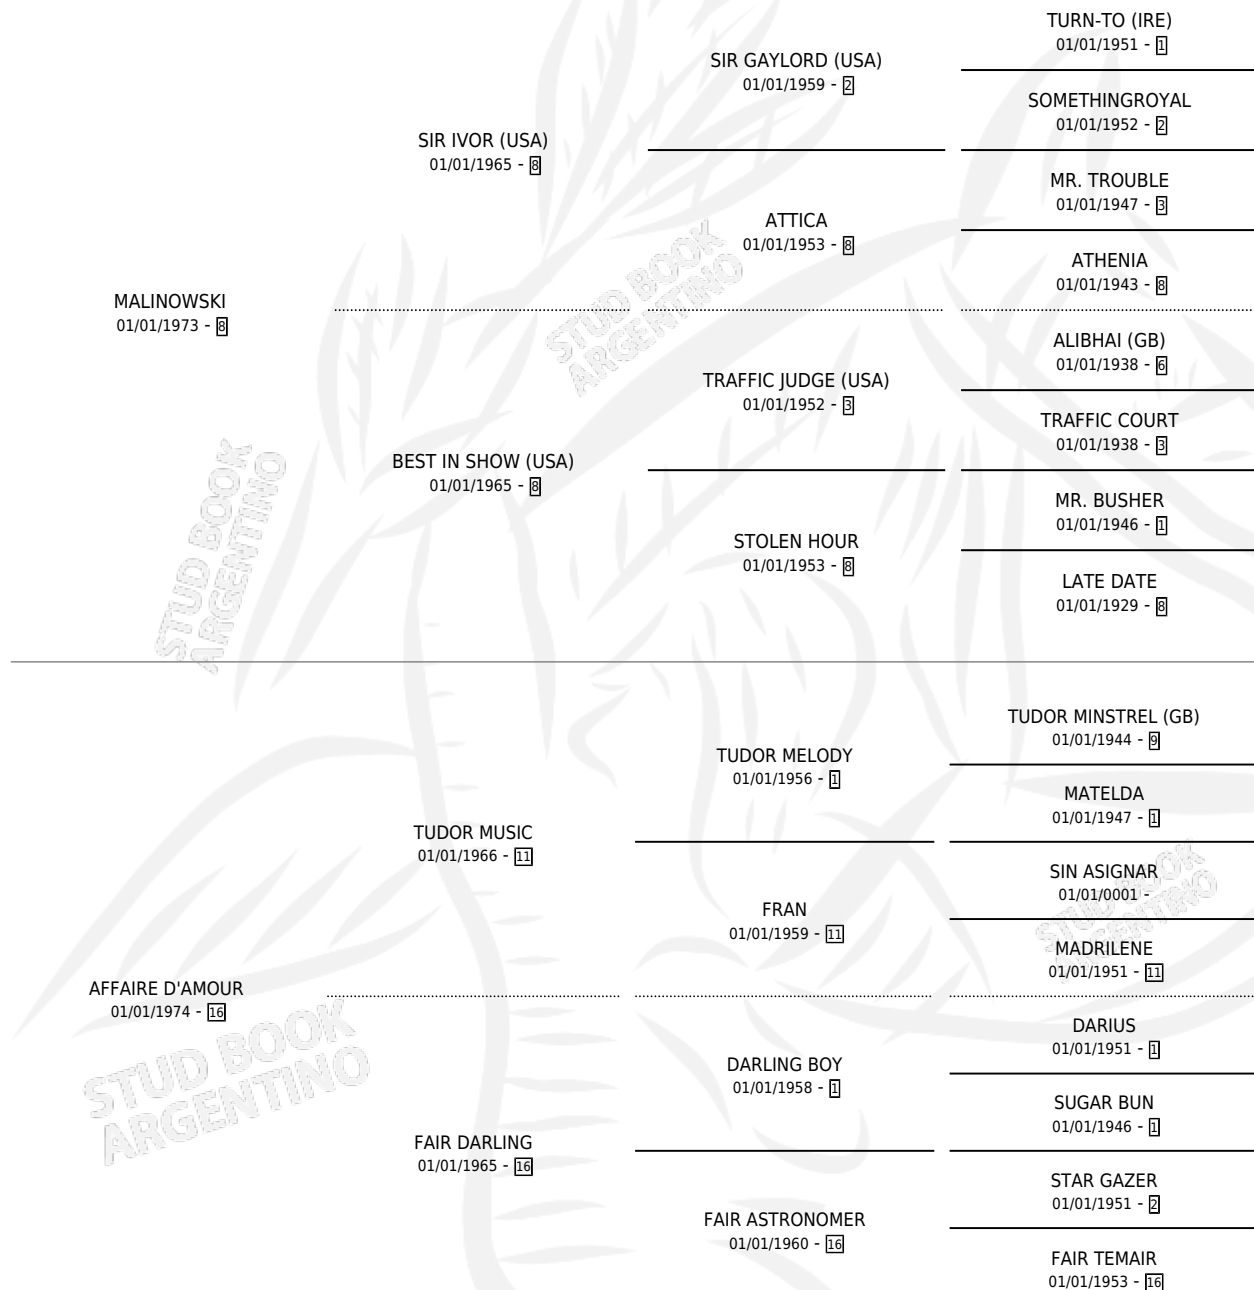 TURN-TO (IRE)
01/01/1951 - 1
SIR GAYLORD (USA)
01/01/1959 - 2
SOMETHINGROYAL
01/01/1952 - 2
SIR IVOR (USA)
01/01/1965 - 8
MR. TROUBLE
01/01/1947 - 3
ATTICA
01/01/1953 - 8
ATHENIA
01/01/1943 - 8
MALINOWSKI
01/01/1973 - 8
ALIBHAI (GB)
01/01/1938 - 6
TRAFFIC JUDGE (USA)
01/01/1952 - 3
TRAFFIC COURT
01/01/1938 - 3
BEST IN SHOW (USA)
01/01/1965 - 8
MR. BUSHER
01/01/1946 - 1
STOLEN HOUR
01/01/1953 - 8
LATE DATE
01/01/1929 - 8
TUDOR MINSTREL (GB)
01/01/1944 - 9
TUDOR MELODY
01/01/1956 - 1
MATELDA
01/01/1947 - 1
TUDOR MUSIC
01/01/1966 - 11
SIN ASIGNAR
01/01/0001 -
FRAN
01/01/1959 - 11
MADRILENE
01/01/1951 - 11
AFFAIRE D'AMOUR
01/01/1974 - 16
DARIUS
01/01/1951 - 1
DARLING BOY
01/01/1958 - 1
SUGAR BUN
01/01/1946 - 1
FAIR DARLING
01/01/1965 - 16
STAR GAZER
01/01/1951 - 2
FAIR ASTRONOMER
01/01/1960 - 16
FAIR TEMAIR
01/01/1953 - 16
STUD BOOK
ARGENTINO
STUD BOOK
ARGENTINO
STUD BOOK
ARGENTINO
STUD BOOK
ARGENTINO